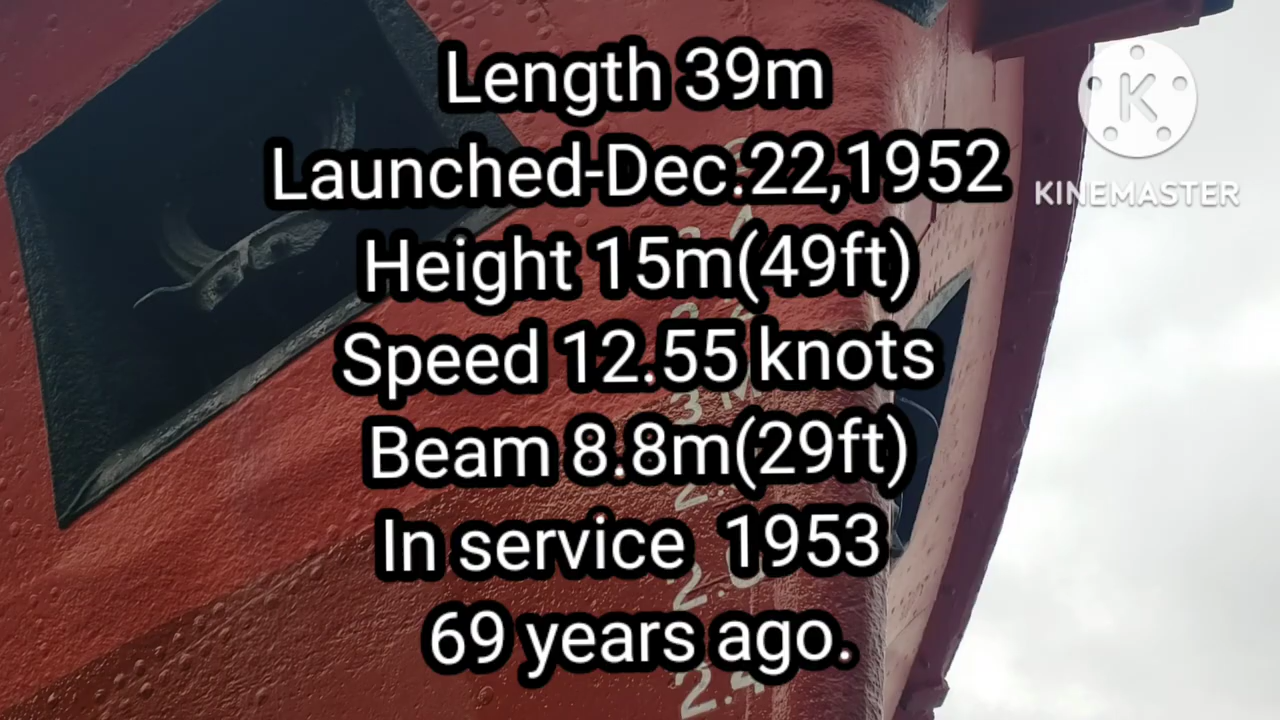 Length 39m
Launched-Dec.22,1952
Height 15m(49ft)
Speed 12.55 knots
Beam 8.8m(29ft)
In service  1953
69 years ago.
K
KINEMASTER
3 M